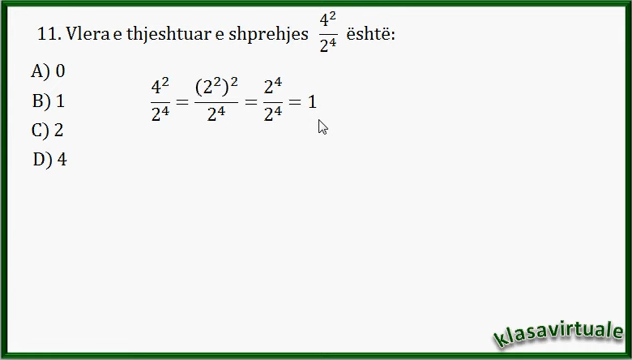 11. Vlera e thjeshtuar e shprehjes 4²/2⁴ është:
A) 0
B) 1
C) 2
D) 4
4²/2⁴ = (2²)²/2⁴ = 2⁴/2⁴ = 1
klasavirtuale